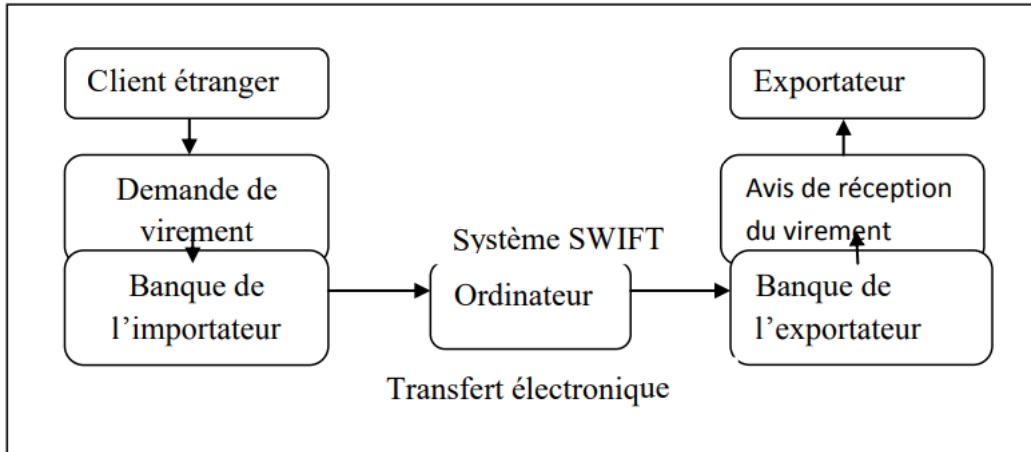 Client étranger
Demande de
virement
Banque de
l’importateur
Système SWIFT
Ordinateur
Transfert électronique
Exportateur
Avis de réception
du virement
Banque de
l’exportateur